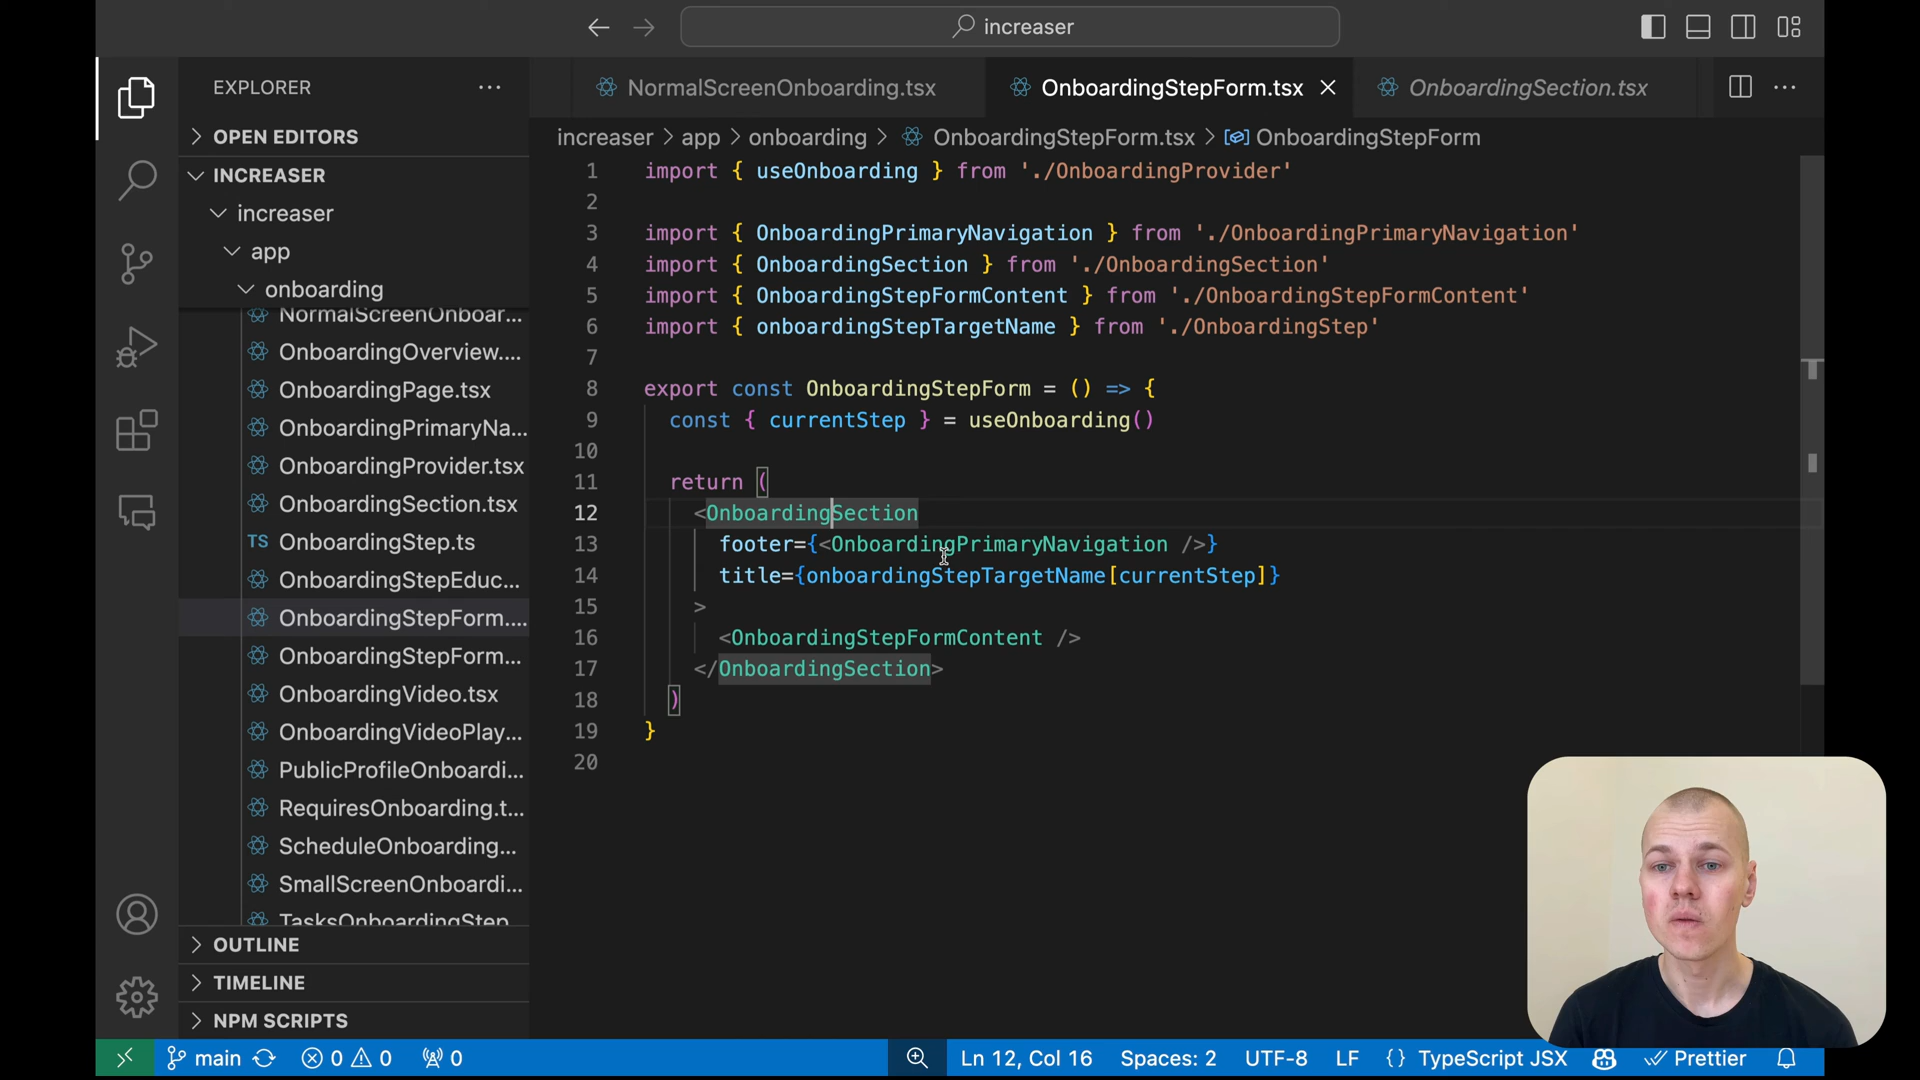 increaser
EXPLORER
NormalScreenOnboarding.tsx
OnboardingStepForm.tsx
OnboardingSection.tsx
OPEN EDITORS
INCREASER
increaser
app
onboarding
NormalScreenOnboar...
OnboardingOverview....
OnboardingPage.tsx
OnboardingPrimaryNa...
OnboardingProvider.tsx
OnboardingSection.tsx
TS OnboardingStep.ts
OnboardingStepEduc...
OnboardingStepForm....
OnboardingStepForm...
OnboardingVideo.tsx
OnboardingVideoPlay...
PublicProfileOnboardi...
RequiresOnboarding.t...
ScheduleOnboarding...
SmallScreenOnboardi...
TasksOnboardingStep
OUTLINE
TIMELINE
NPM SCRIPTS
increaser > app > onboarding > OnboardingStepForm.tsx > OnboardingStepForm
1 import { useOnboarding } from './OnboardingProvider'
2
3 import { OnboardingPrimaryNavigation } from './OnboardingPrimaryNavigation'
4 import { OnboardingSection } from './OnboardingSection'
5 import { OnboardingStepFormContent } from './OnboardingStepFormContent'
6 import { onboardingStepTargetName } from './OnboardingStep'
7
8 export const OnboardingStepForm = () => {
9 const { currentStep } = useOnboarding()
10
11 return (
12 <OnboardingSection
13 footer={<OnboardingPrimaryNavigation />}
14 title={onboardingStepTargetName[currentStep]}
15 >
16 <OnboardingStepFormContent />
17 </OnboardingSection>
18 )
19 }
20
main 0 0 0 Ln 12, Col 16 Spaces: 2 UTF-8 LF {} TypeScript JSX Prettier